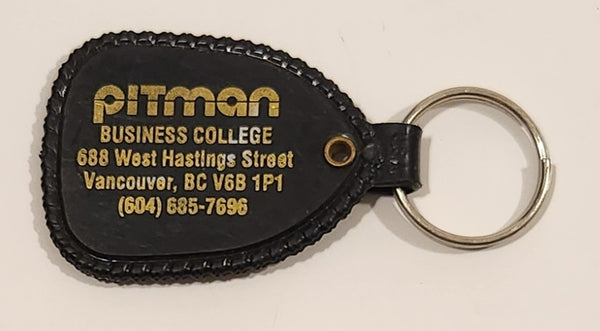 PITMAN
BUSINESS COLLEGE
688 West Hastings Street
Vancouver, BC V6B 1P1
(604) 685-7696